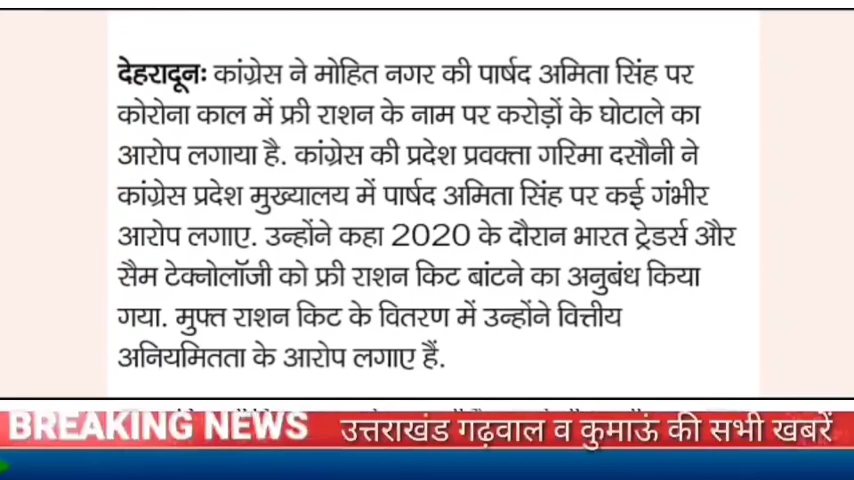 देहरादूनः कांग्रेस ने मोहित नगर की पार्षद अमिता सिंह पर
कोरोना काल में फ्री राशन के नाम पर करोड़ों के घोटाले का
आरोप लगाया है. कांग्रेस की प्रदेश प्रवक्ता गरिमा दसौनी ने
कांग्रेस प्रदेश मुख्यालय में पार्षद अमिता सिंह पर कई गंभीर
आरोप लगाए. उन्होंने कहा 2020 के दौरान भारत ट्रेडर्स और
सैम टेक्नोलॉजी को फ्री राशन किट बांटने का अनुबंध किया
गया. मुफ्त राशन किट के वितरण में उन्होंने वित्तीय
अनियमितता के आरोप लगाए हैं.
BREAKING NEWS उत्तराखंड गढ़वाल व कुमाऊं की सभी खबरें